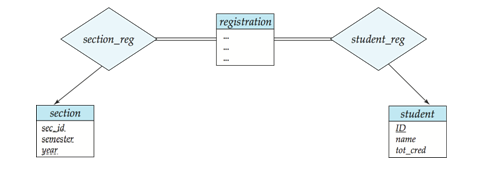 registration
...
...
...
section_reg
student_reg
section
sec_id
semester
year
student
ID
name
tot_cred